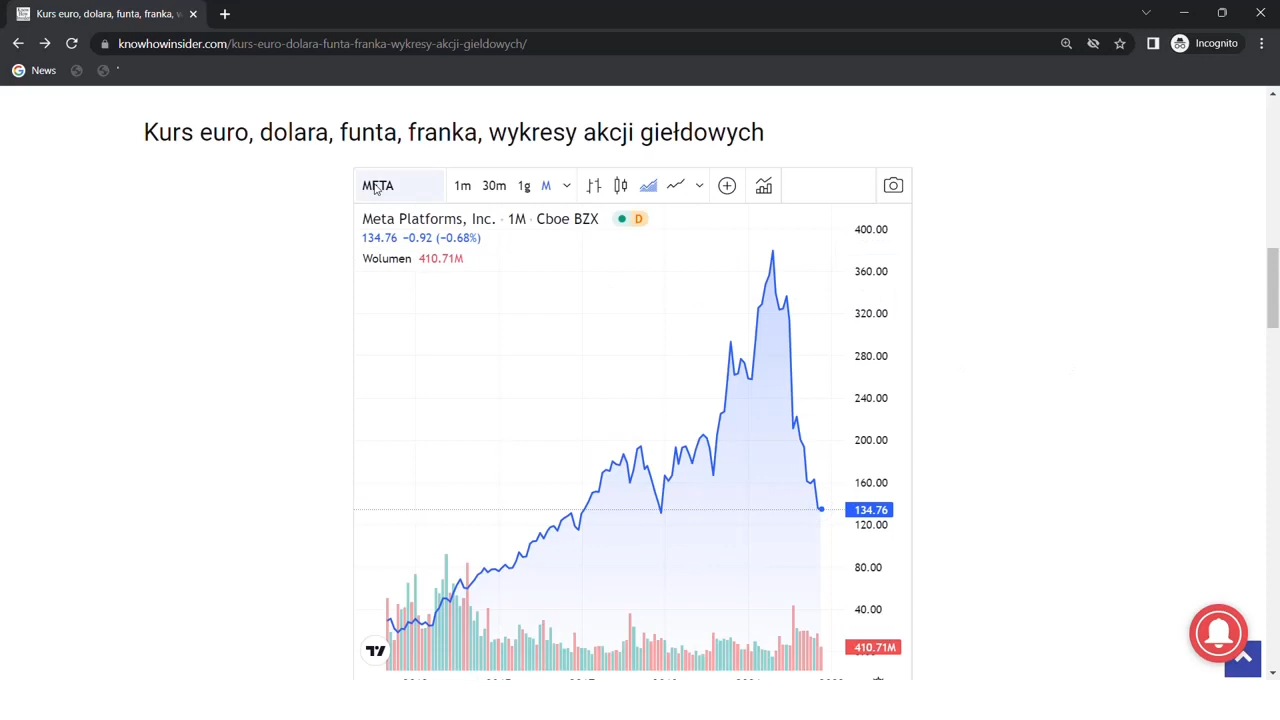 Kurs euro, dolara, funta, franka, w
knowhowinsider.com/kurs-euro-dolara-funta-franka-wykresy-akcji-gieldowych/
Incognito
News
Kurs euro, dolara, funta, franka, wykresy akcji giełdowych
META 1m 30m 1g M
Meta Platforms, Inc. · 1M · Cboe BZX D
134.76 −0.92 (−0.68%)
Wolumen 410.71M
400.00
360.00
320.00
280.00
240.00
200.00
160.00
134.76
120.00
80.00
40.00
410.71M